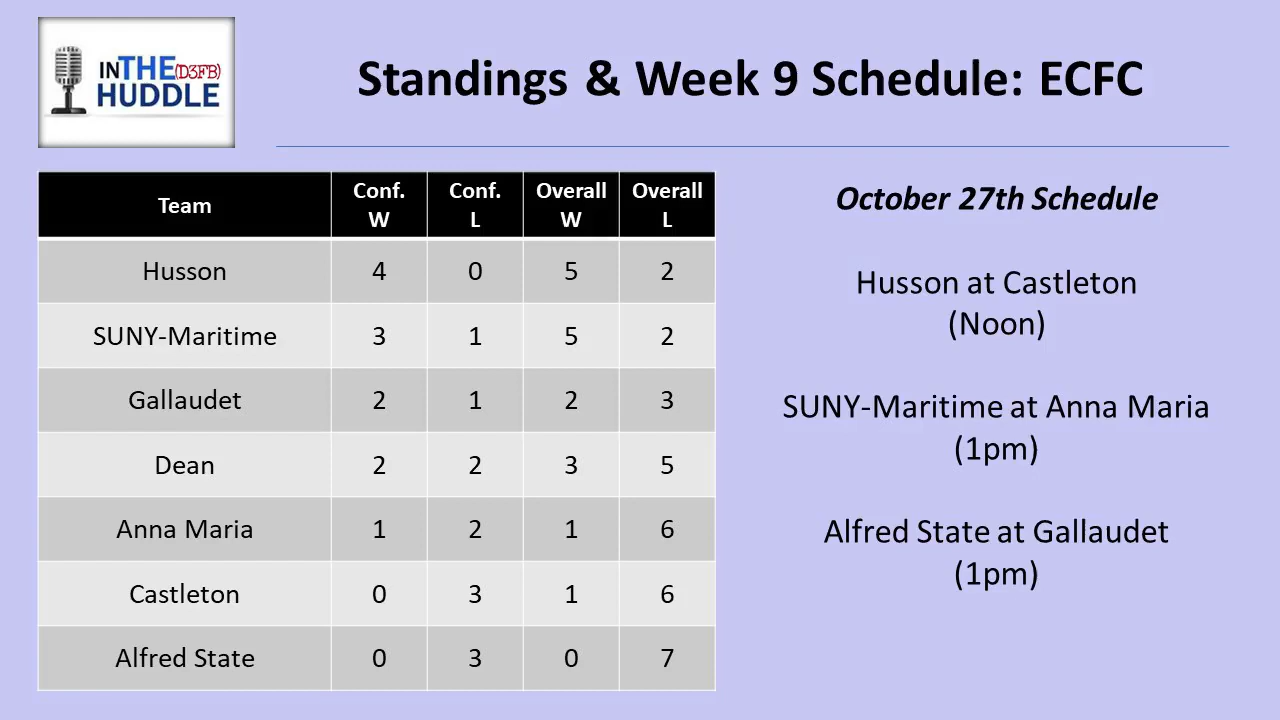 INTHE(D3FB)
HUDDLE
Standings & Week 9 Schedule: ECFC
Team Conf. W Conf. L Overall W Overall L
Husson 4 0 5 2
SUNY-Maritime 3 1 5 2
Gallaudet 2 1 2 3
Dean 2 2 3 5
Anna Maria 1 2 1 6
Castleton 0 3 1 6
Alfred State 0 3 0 7
October 27th Schedule
Husson at Castleton
(Noon)
SUNY-Maritime at Anna Maria
(1pm)
Alfred State at Gallaudet
(1pm)